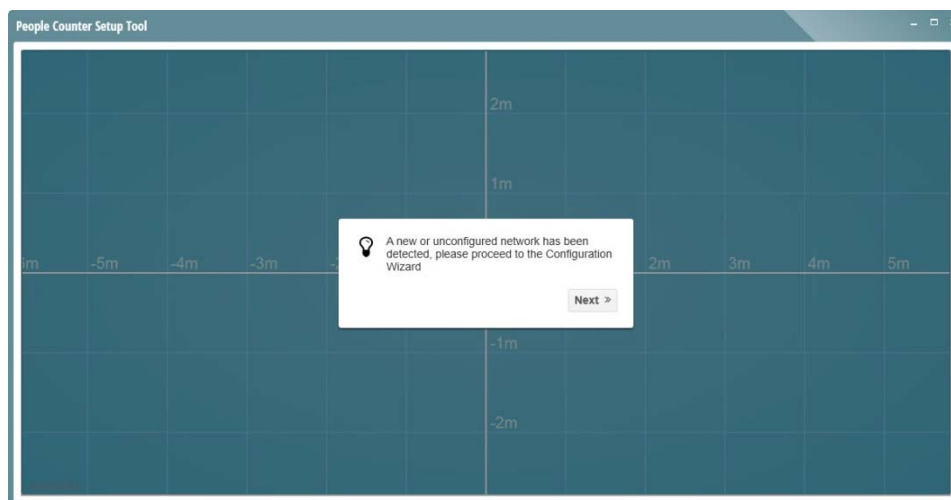 People Counter Setup Tool
2m
1m
A new or unconfigured network has been
detected, please proceed to the Configuration
Wizard
-5m -4m -3m 2m 3m 4m 5m
Next »
-1m
-2m